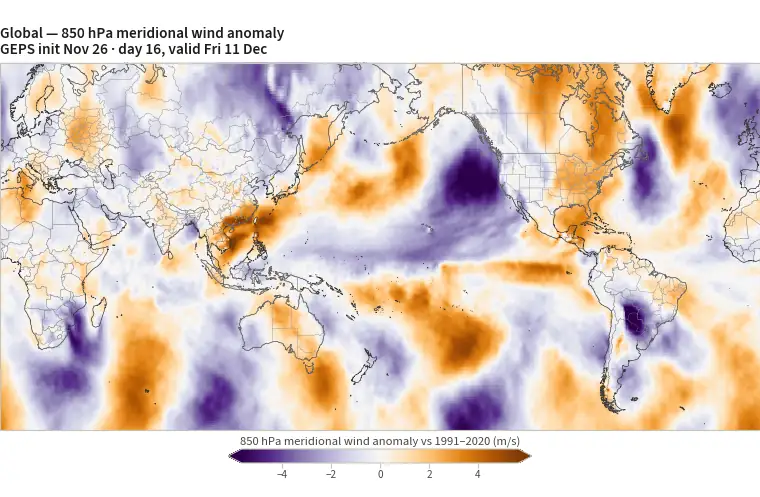 Global — 850 hPa meridional wind anomaly
GEPS init Nov 26 · day 16, valid Fri 11 Dec
850 hPa meridional wind anomaly vs 1991–2020 (m/s)
−4 −2 0 2 4